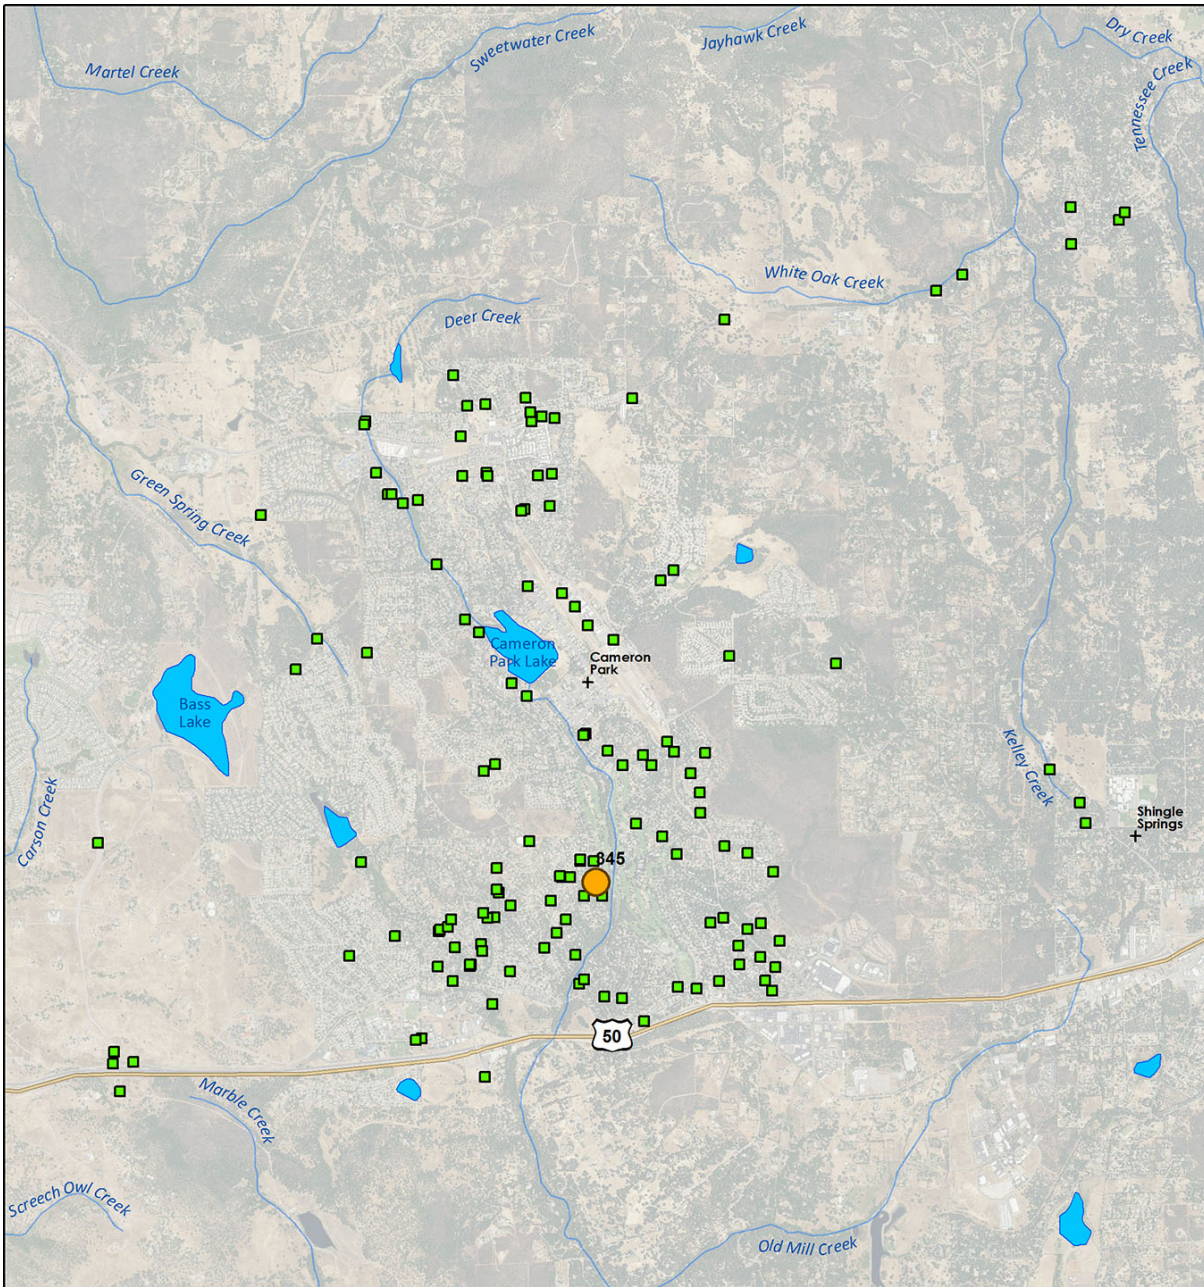 Sweetwater Creek
Jayhawk Creek
Dry Creek
Martel Creek
Tennessee Creek
White Oak Creek
Deer Creek
Green Spring Creek
Cameron
Park Lake
Cameron
Park
Bass
Lake
Kelley Creek
Carson Creek
Shingle
Springs
845
50
Marble Creek
Screech Owl Creek
Old Mill Creek